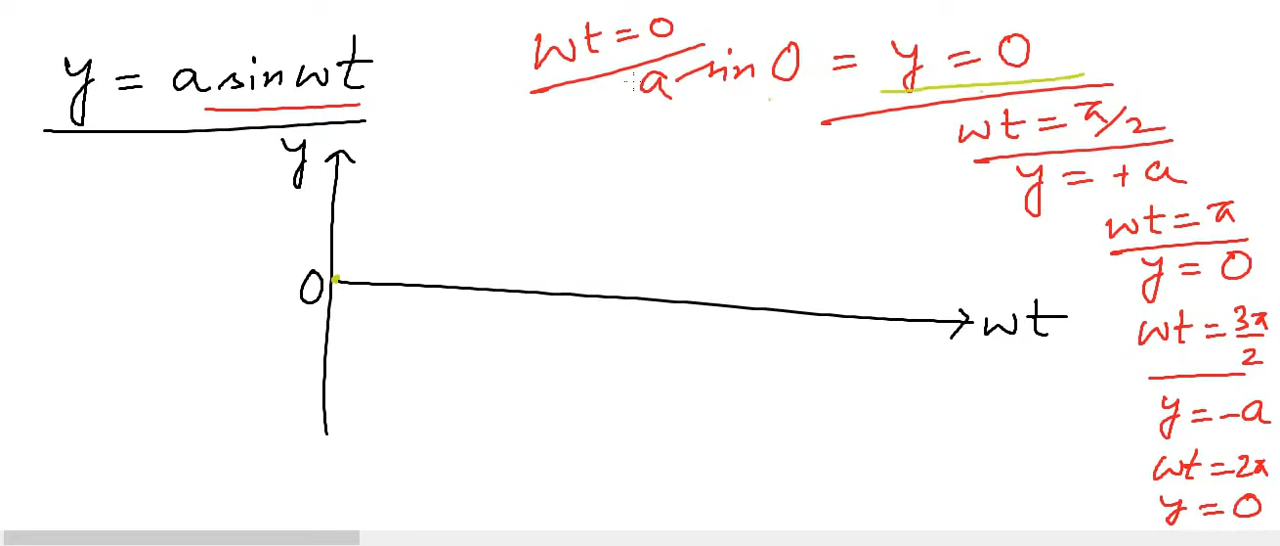 y = a sin wt
wt = 0
a sin 0 = y = 0
wt = π/2
y = +a
wt = π
y = 0
wt = 3π/2
y = -a
wt = 2π
y = 0
y
0
wt